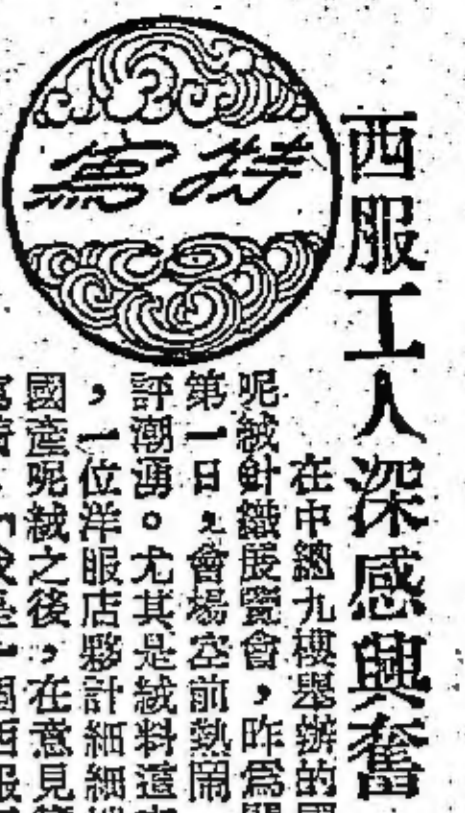 西服工人深感興奮
特寫
在中總九樓舉辦的國
呢絨針織展覽會，昨爲開
第一日，會場空前熱鬧
評潮湧。尤其是絨料這
，一位洋服店夥計細細
國產呢絨之後，在意見